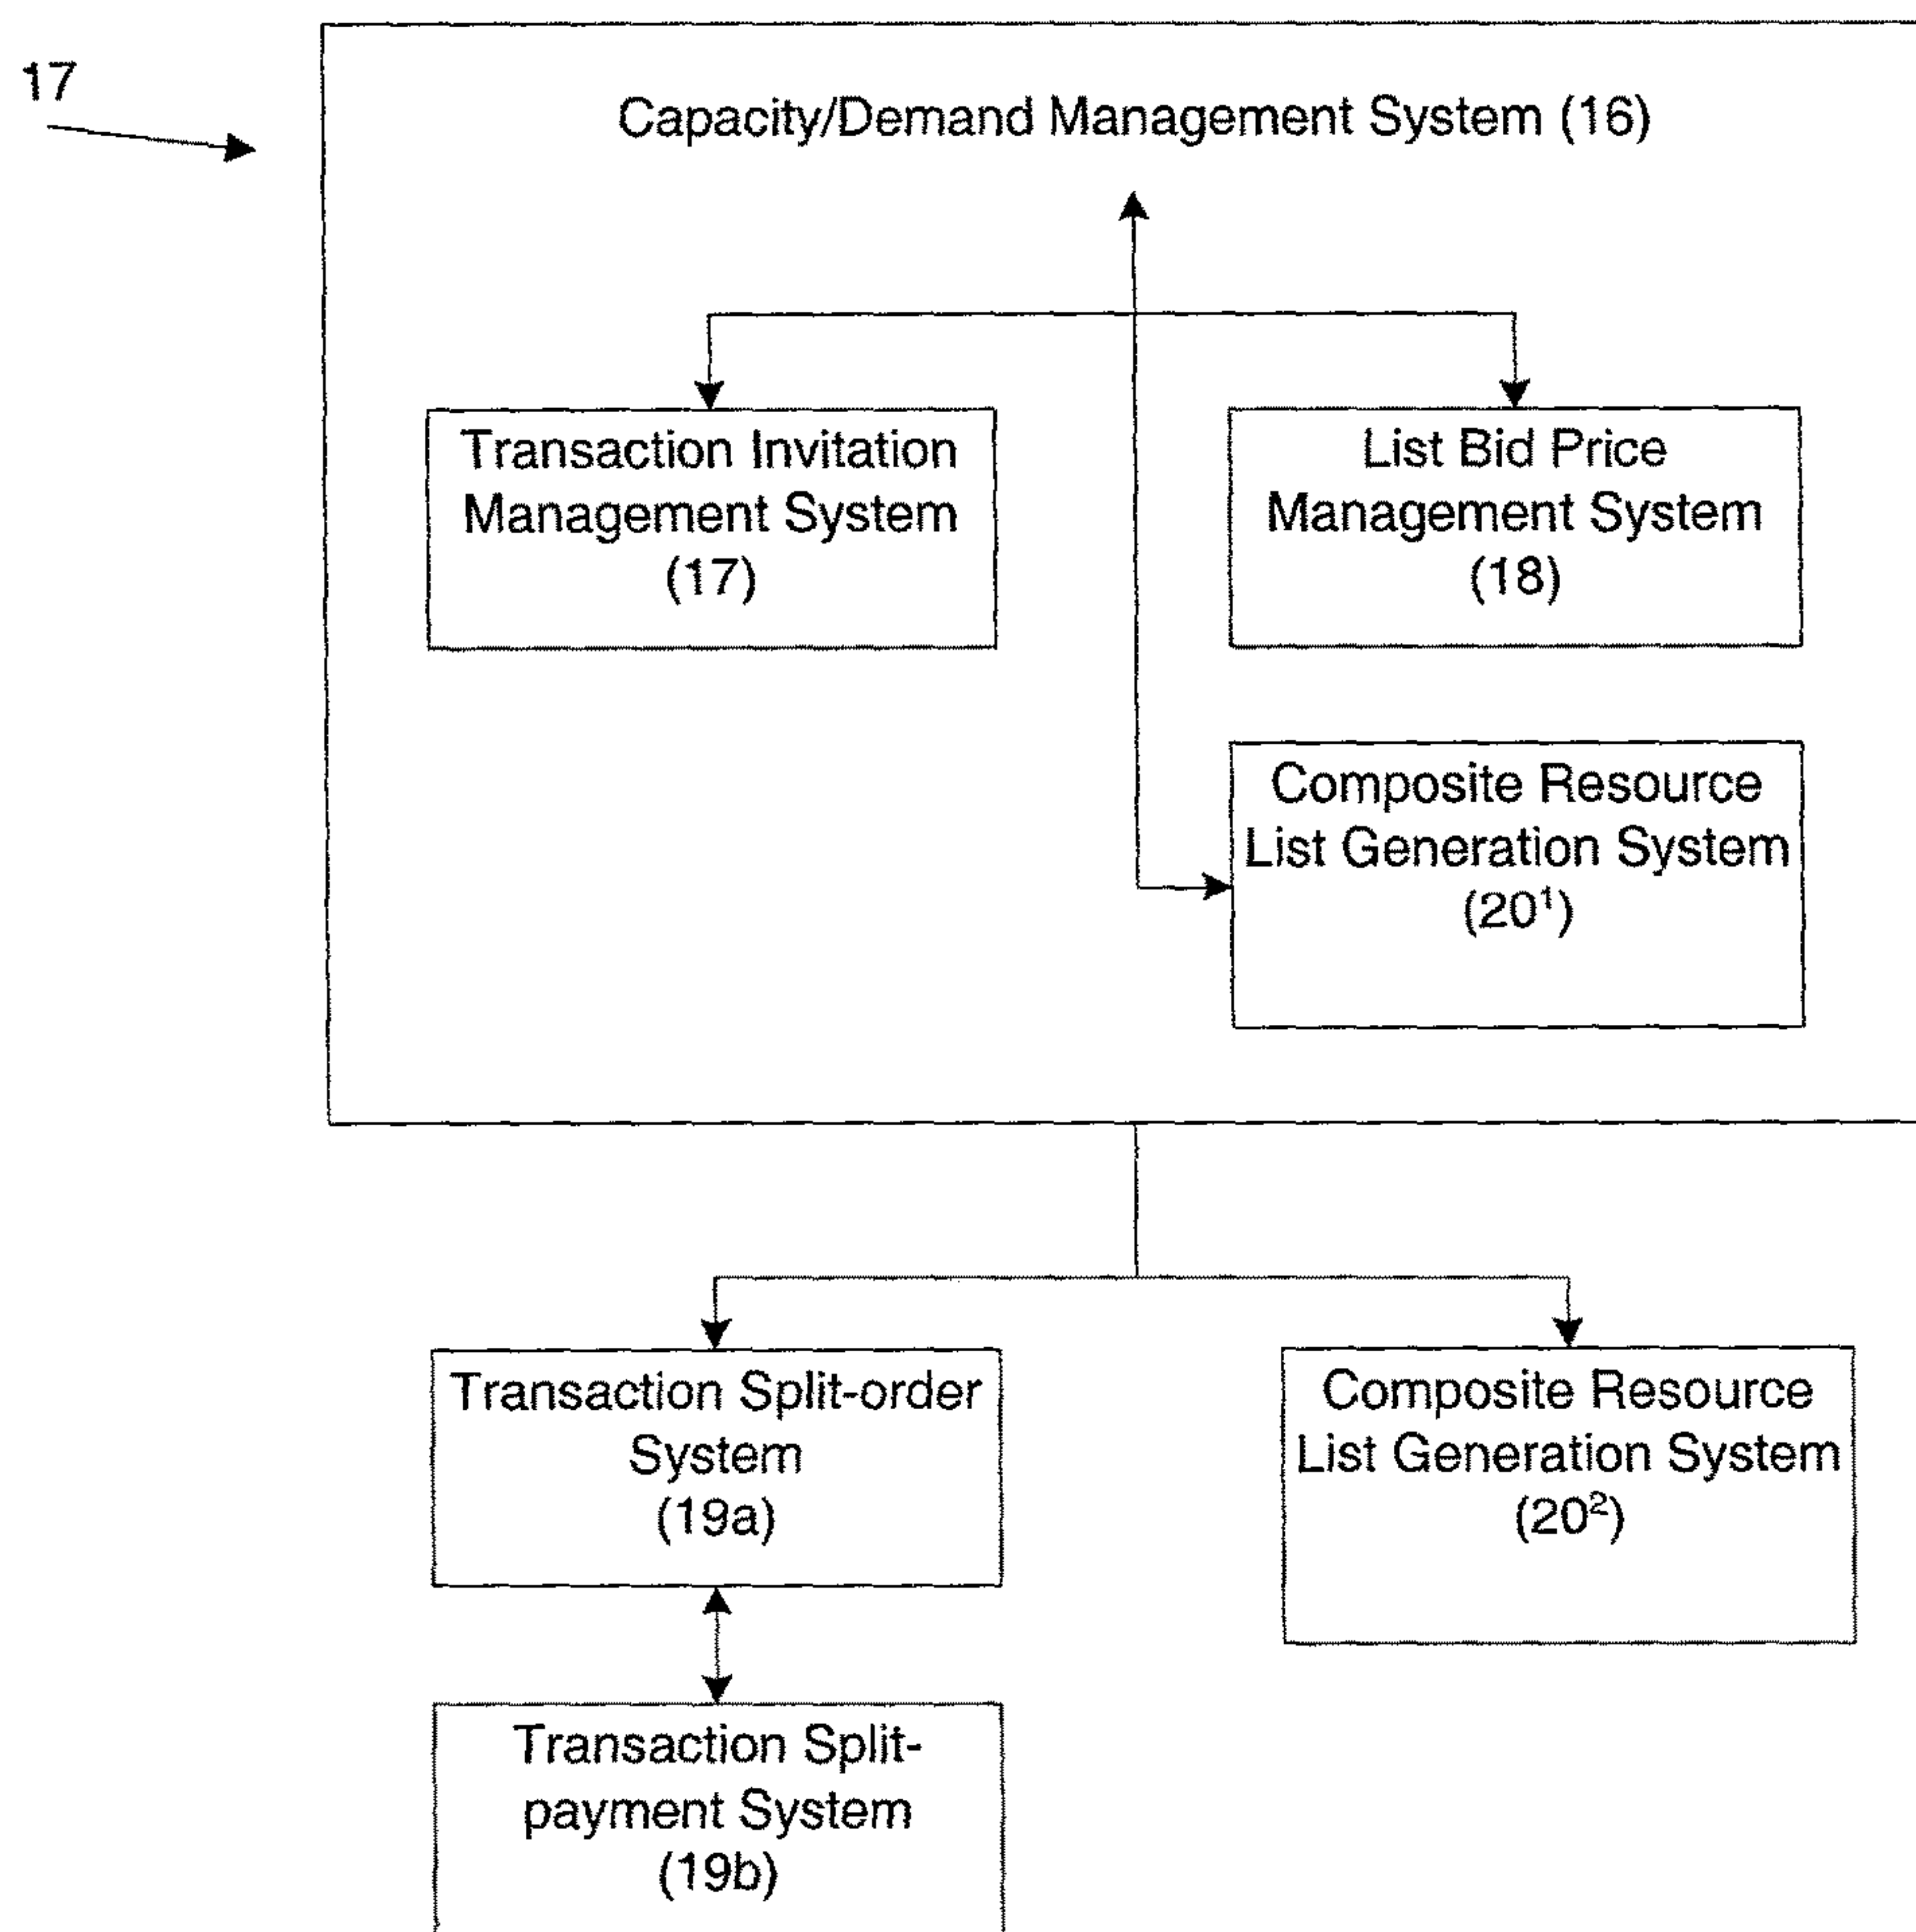 17
Capacity/Demand Management System (16)
Transaction Invitation
Management System
(17)
List Bid Price
Management System
(18)
Composite Resource
List Generation System
(20¹)
Transaction Split-order
System
(19a)
Composite Resource
List Generation System
(20²)
Transaction Split-
payment System
(19b)